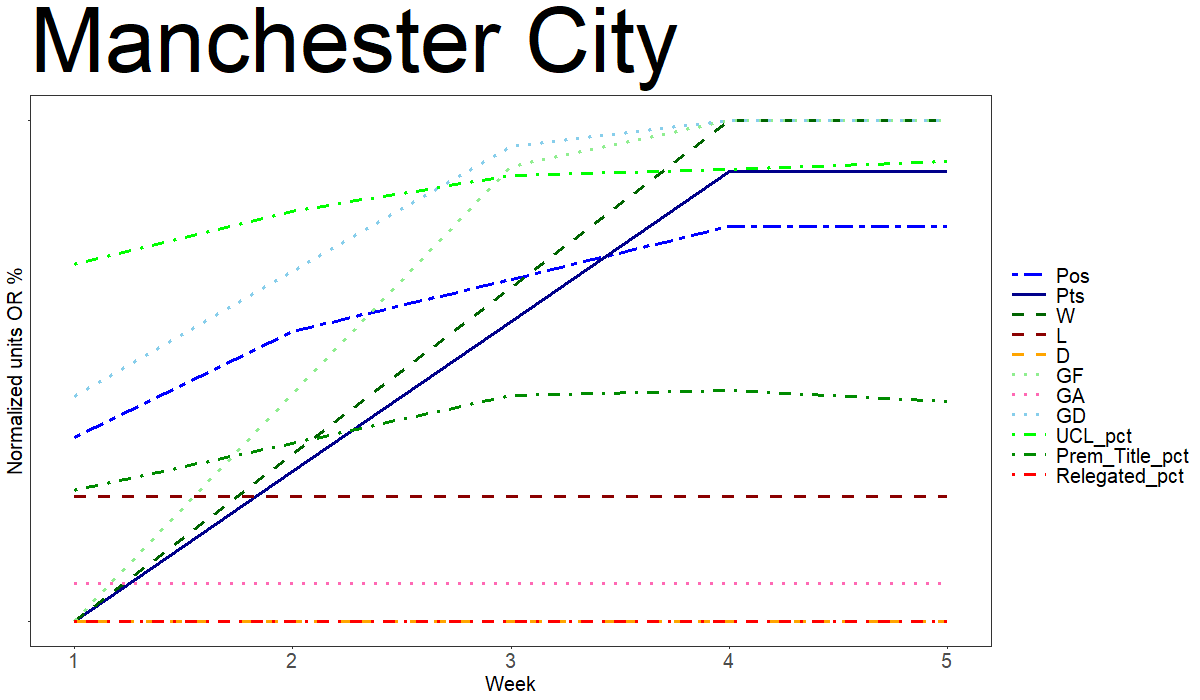 Manchester City
Normalized units OR %
1 2 3 4 5
Week
Pos
Pts
W
L
D
GF
GA
GD
UCL_pct
Prem_Title_pct
Relegated_pct